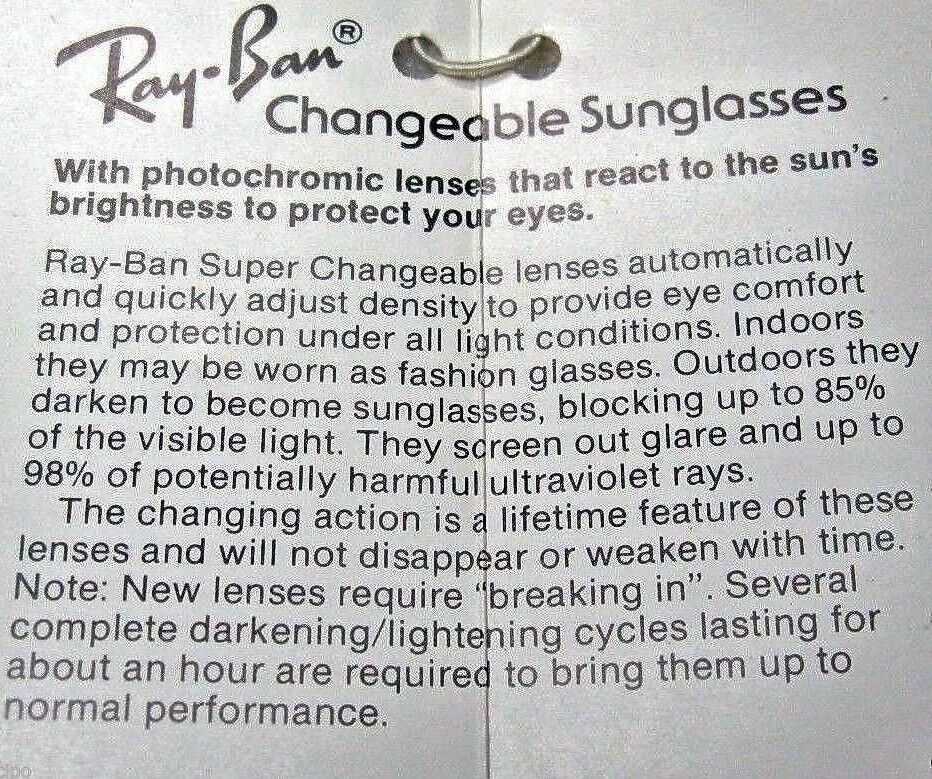 Ray-Ban®
Changeable Sunglasses
With photochromic lenses that react to the sun's
brightness to protect your eyes.
Ray-Ban Super Changeable lenses automatically
and quickly adjust density to provide eye comfort
and protection under all light conditions. Indoors
they may be worn as fashion glasses. Outdoors they
darken to become sunglasses, blocking up to 85%
of the visible light. They screen out glare and up to
98% of potentially harmful ultraviolet rays.
The changing action is a lifetime feature of these
lenses and will not disappear or weaken with time.
Note: New lenses require "breaking in". Several
complete darkening/lightening cycles lasting for
about an hour are required to bring them up to
normal performance.